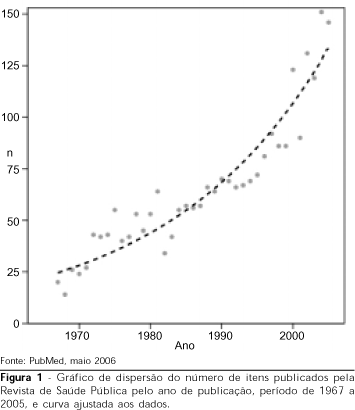 150
125
100
n
75
50
25
0
1970 1980 1990 2000
Ano
Fonte: PubMed, maio 2006
Figura 1 - Gráfico de dispersão do número de itens publicados pela
Revista de Saúde Pública pelo ano de publicação, período de 1967 a
2005, e curva ajustada aos dados.